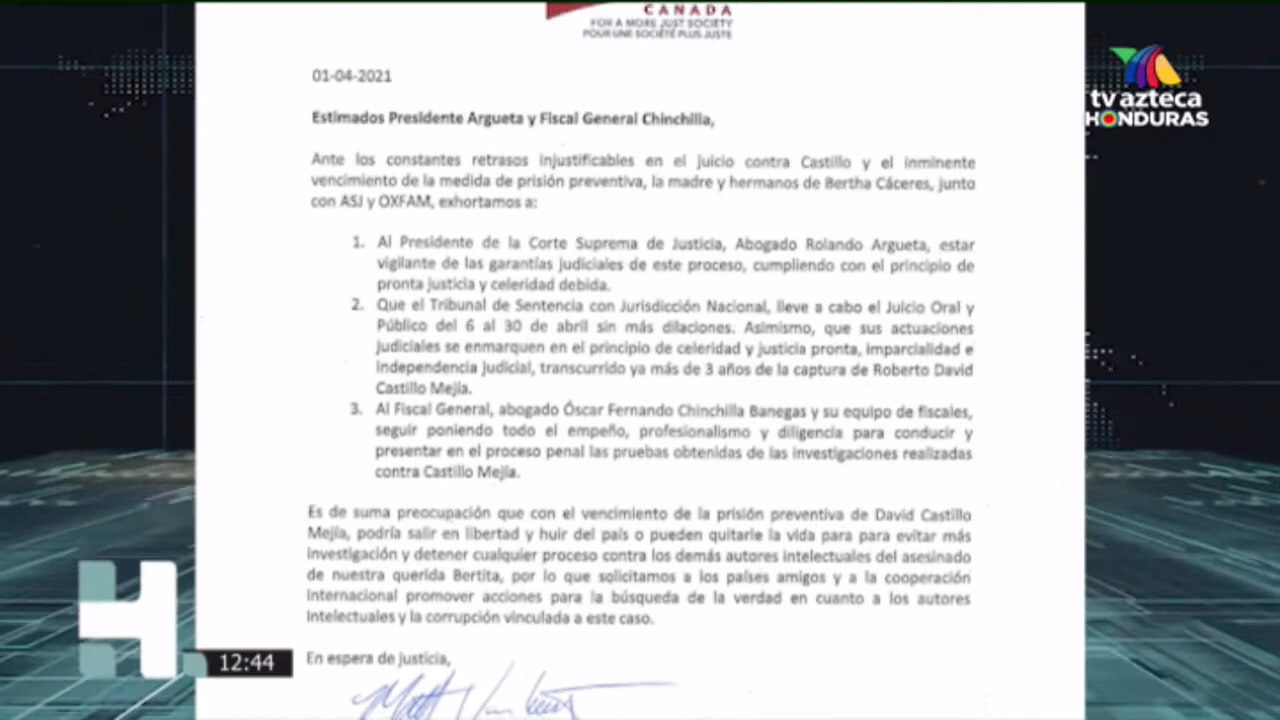 CANADA
FOR A MORE JUST SOCIETY
POUR UNE SOCIÉTÉ PLUS JUSTE
tv azteca
HONDURAS
01-04-2021
Estimados Presidente Argueta y Fiscal General Chinchilla,
Ante los constantes retrasos injustificables en el juicio contra Castillo y el inminente
vencimiento de la medida de prisión preventiva, la madre y hermanos de Bertha Cáceres, junto
con ASJ y OXFAM, exhortamos a:
1. Al Presidente de la Corte Suprema de Justicia, Abogado Rolando Argueta, estar
vigilante de las garantías judiciales de este proceso, cumpliendo con el principio de
pronta justicia y celeridad debida.
2. Que el Tribunal de Sentencia con Jurisdicción Nacional, lleve a cabo el Juicio Oral y
Público del 6 al 30 de abril sin más dilaciones. Asimismo, que sus actuaciones
judiciales se enmarquen en el principio de celeridad y justicia pronta, imparcialidad e
independencia judicial, transcurrido ya más de 3 años de la captura de Roberto David
Castillo Mejía.
3. Al Fiscal General, abogado Óscar Fernando Chinchilla Banegas y su equipo de fiscales,
seguir poniendo todo el empeño, profesionalismo y diligencia para conducir y
presentar en el proceso penal las pruebas obtenidas de las investigaciones realizadas
contra Castillo Mejía.
Es de suma preocupación que con el vencimiento de la prisión preventiva de David Castillo
Mejía, podría salir en libertad y huir del país o pueden quitarle la vida para para evitar más
investigación y detener cualquier proceso contra los demás autores intelectuales del asesinado
de nuestra querida Bertita, por lo que solicitamos a los países amigos y a la cooperación
internacional promover acciones para la búsqueda de la verdad en cuanto a los autores
intelectuales y la corrupción vinculada a este caso.
En espera de justicia,
H
12:44